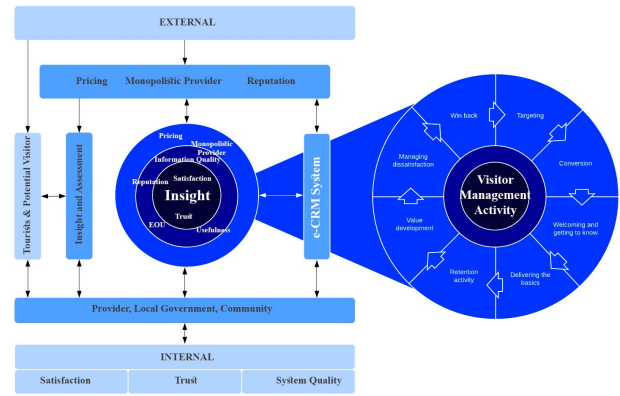 EXTERNAL
Pricing Monopolistic Provider Reputation
Tourists & Potential Visitor
Insight and Assessment
Pricing
Monopolistic
Provider
Information Quality
Reputation
Satisfaction
Insight
Trust
EOU
Usefulness
e-CRM System
Win back
Targeting
Managing
dissatisfaction
Conversion
Visitor
Management
Activity
Value
development
Welcoming and
getting to know
Retention
activity
Delivering the
basics
Provider, Local Government, Community
INTERNAL
Satisfaction Trust System Quality